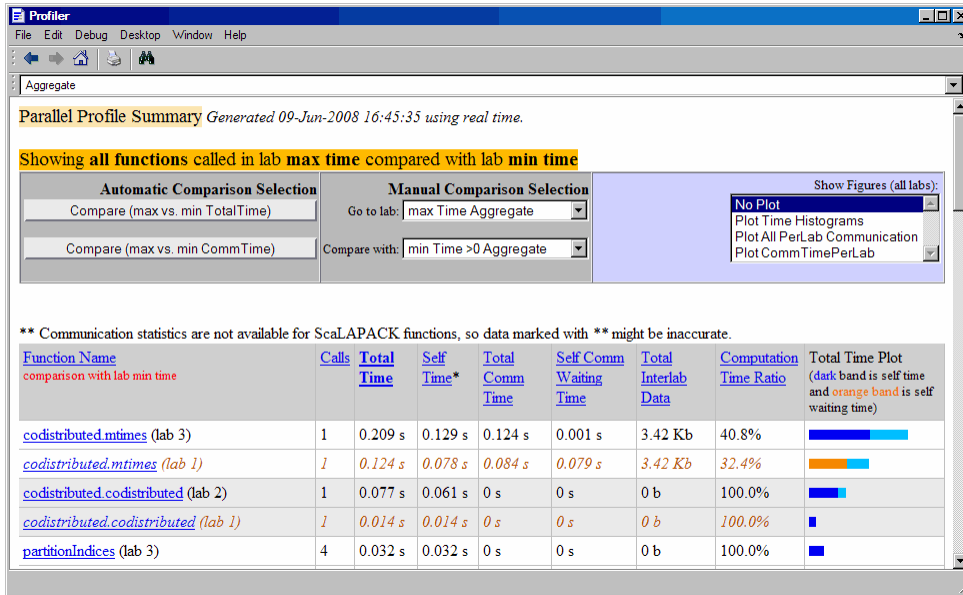 Profiler
File Edit Debug Desktop Window Help
Aggregate
Parallel Profile Summary Generated 09-Jun-2008 16:45:35 using real time.
Showing all functions called in lab max time compared with lab min time
Automatic Comparison Selection
Compare (max vs. min TotalTime)
Compare (max vs. min CommTime)
Manual Comparison Selection
Go to lab: max Time Aggregate
Compare with: min Time >0 Aggregate
Show Figures (all labs):
No Plot
Plot Time Histograms
Plot All PerLab Communication
Plot CommTimePerLab
** Communication statistics are not available for ScaLAPACK functions, so data marked with ** might be inaccurate.
Function Name
comparison with lab min time
Calls
Total
Time
Self
Time*
Total
Comm
Time
Self Comm
Waiting
Time
Total
Interlab
Data
Computation
Time Ratio
Total Time Plot
(dark band is self time
and orange band is self
waiting time)
codistributed.mtimes (lab 3) 1 0.209 s 0.129 s 0.124 s 0.001 s 3.42 Kb 40.8%
codistributed.mtimes (lab 1) 1 0.124 s 0.078 s 0.084 s 0.079 s 3.42 Kb 32.4%
codistributed.codistributed (lab 2) 1 0.077 s 0.061 s 0 s 0 s 0 b 100.0%
codistributed.codistributed (lab 1) 1 0.014 s 0.014 s 0 s 0 s 0 b 100.0%
partitionIndices (lab 3) 4 0.032 s 0.032 s 0 s 0 s 0 b 100.0%